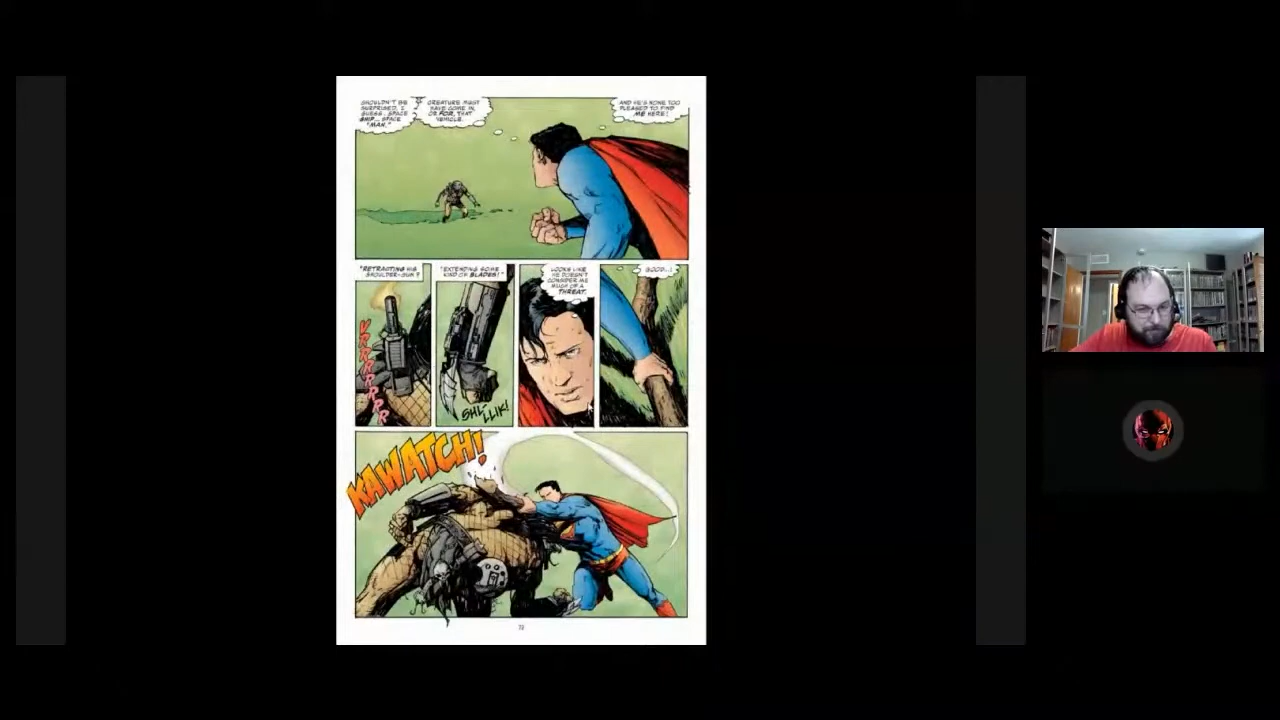 SHOULDN'T BE
SURPRISED, I
GUESS. SPACE
SHIP... SPACE
"MAN."
CREATURE MUST
HAVE COME IN,
OR FOR, THAT
VEHICLE.
AND HE'S NONE TOO
PLEASED TO FIND
ME HERE!
"RETRACTING HIS
SHOULDER-GUN?
"EXTENDING SOME
KIND OF BLADES!"
LOOKS LIKE
HE DOESN'T
CONSIDER ME
MUCH OF A
THREAT.
GOOD...!
VRRRRRRR
SHL-
LLIK!
KAWATCH!